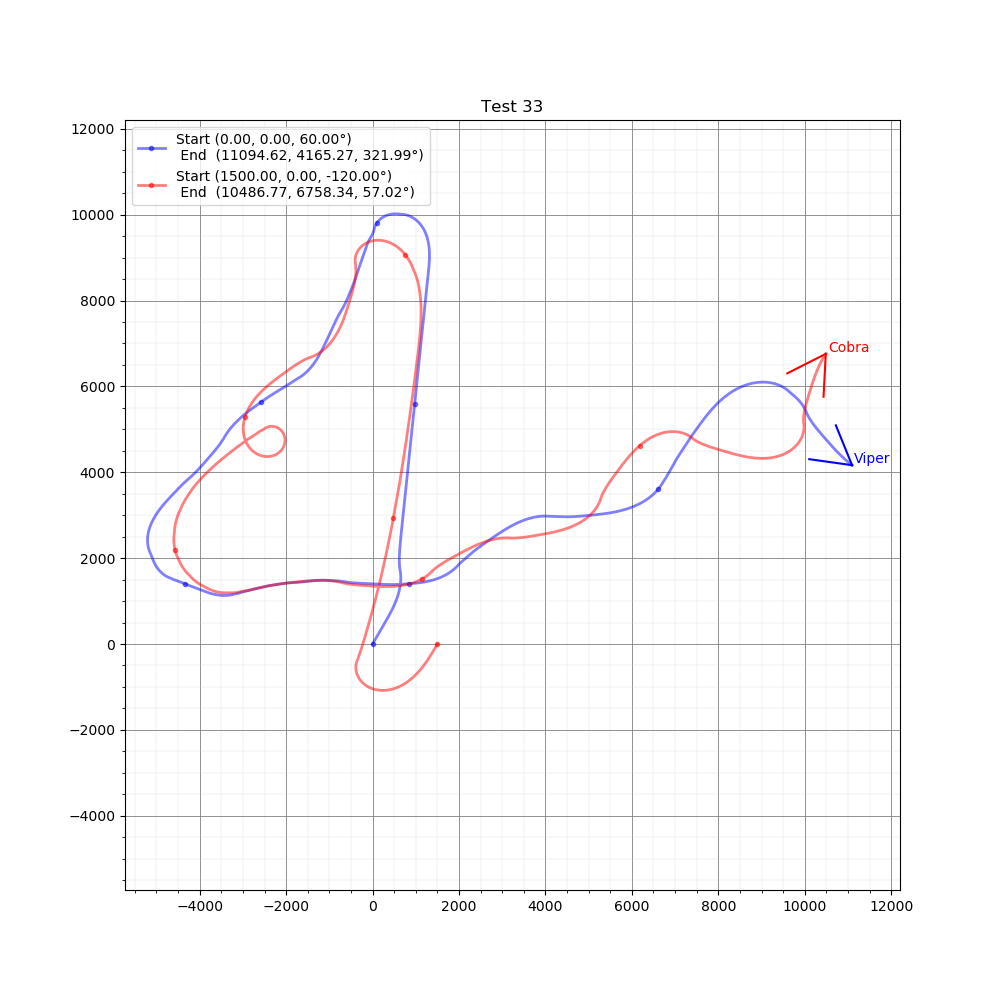 Test 33
Start (0.00, 0.00, 60.00°)
End  (11094.62, 4165.27, 321.99°)
Start (1500.00, 0.00, -120.00°)
End  (10486.77, 6758.34, 57.02°)
12000
10000
8000
6000
4000
2000
0
−2000
−4000
Cobra
Viper
−4000 −2000 0 2000 4000 6000 8000 10000 12000